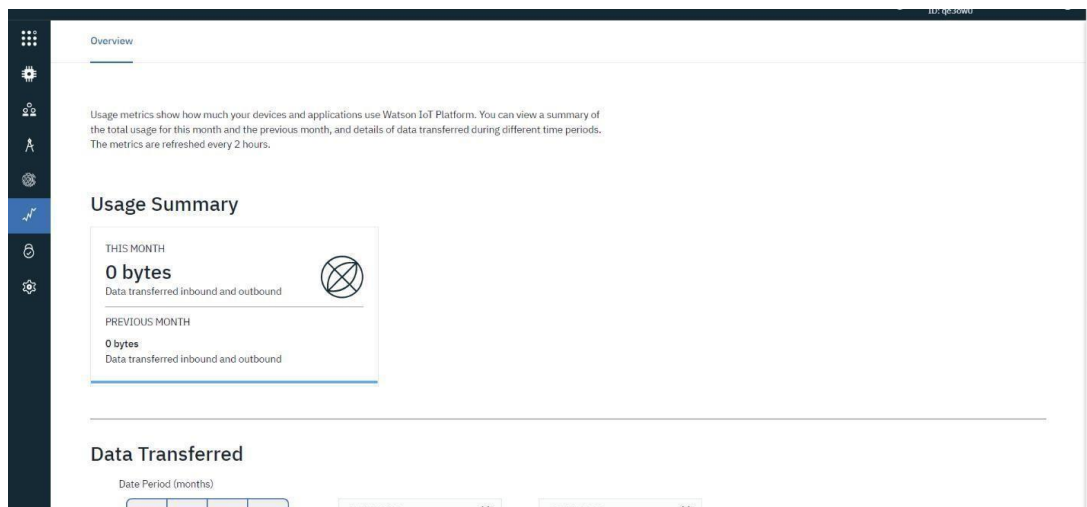 ID: qe3ow0
Overview
Usage metrics show how much your devices and applications use Watson IoT Platform. You can view a summary of
the total usage for this month and the previous month, and details of data transferred during different time periods.
The metrics are refreshed every 2 hours.
Usage Summary
THIS MONTH
0 bytes
Data transferred inbound and outbound
PREVIOUS MONTH
0 bytes
Data transferred inbound and outbound
Data Transferred
Date Period (months)